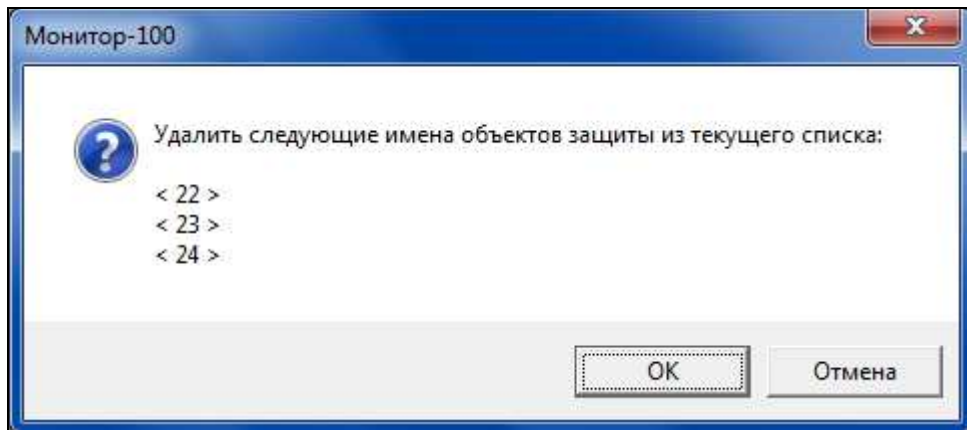 Монитор-100
Удалить следующие имена объектов защиты из текущего списка:
< 22 >
< 23 >
< 24 >
OK
Отмена